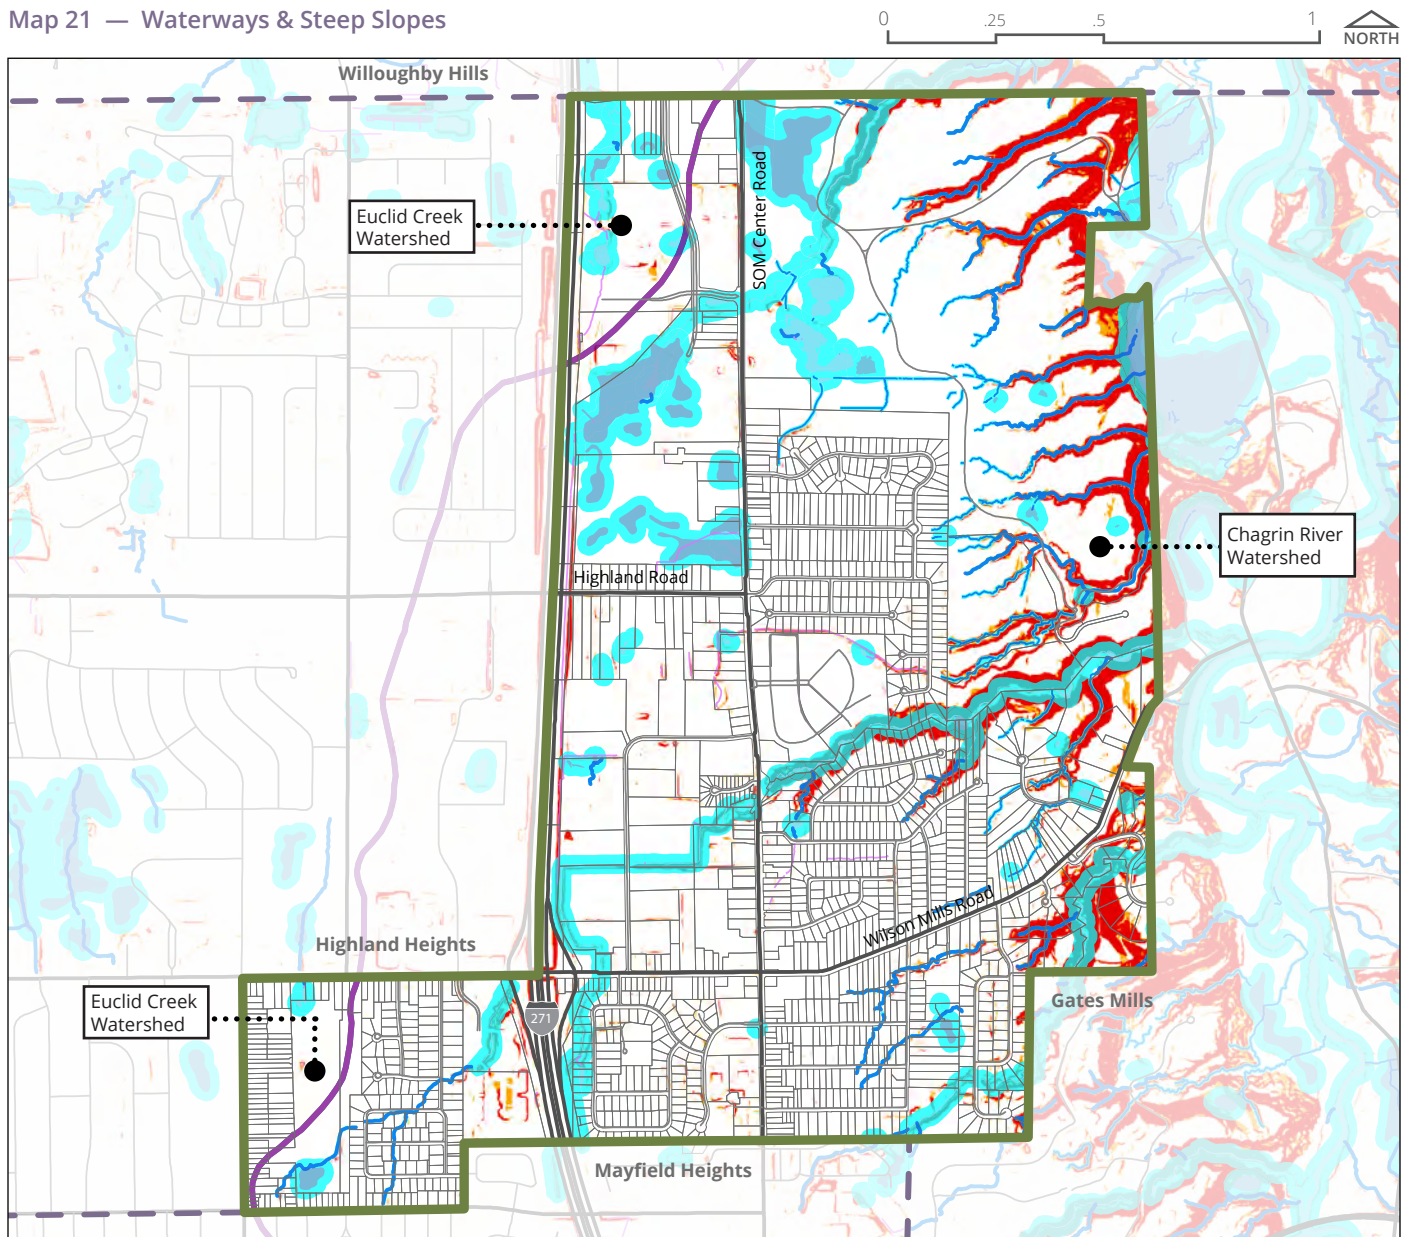 Map 21 — Waterways & Steep Slopes
0 .25 .5 1
NORTH
Willoughby Hills
SOM Center Road
Euclid Creek
Watershed
Chagrin River
Watershed
Highland Road
Wilson Mills Road
Highland Heights
Euclid Creek
Watershed
271
Gates Mills
Mayfield Heights